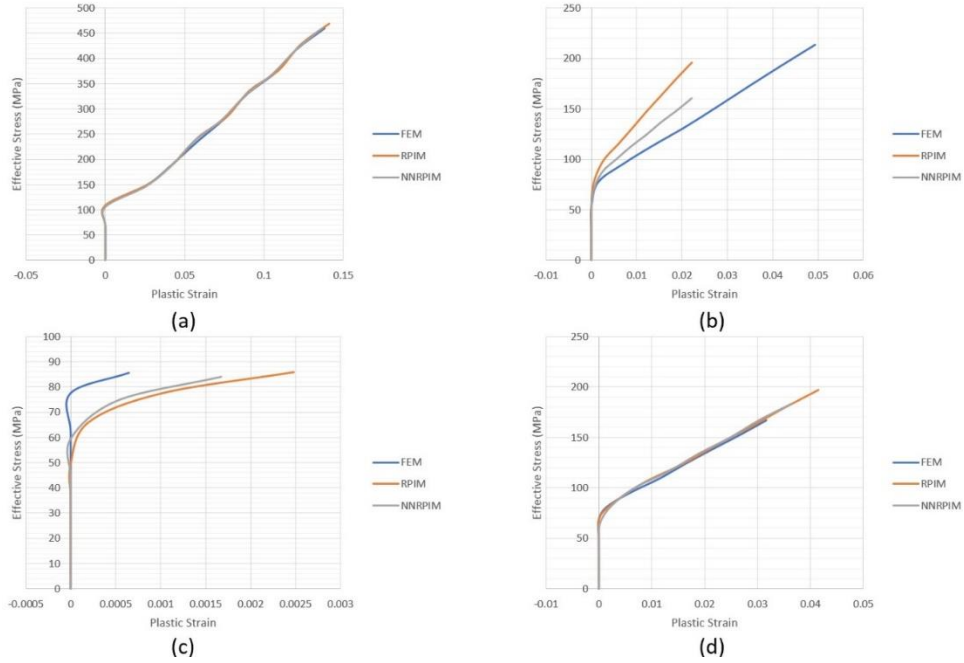 500
450
400
350
300
250
200
150
100
50
0
-0.05 0 0.05 0.1 0.15
Effective Stress (MPa)
Plastic Strain
FEM
RPIM
NNRPIM
(a)
250
200
150
100
50
0
-0.01 0 0.01 0.02 0.03 0.04 0.05 0.06
Effective Stress (MPa)
Plastic Strain
FEM
RPIM
NNRPIM
(b)
100
90
80
70
60
50
40
30
20
10
0
-0.0005 0 0.0005 0.001 0.0015 0.002 0.0025 0.003
Effective Stress (MPa)
Plastic Strain
FEM
RPIM
NNRPIM
(c)
250
200
150
100
50
0
-0.01 0 0.01 0.02 0.03 0.04 0.05
Effective Stress (MPa)
Plastic Strain
FEM
RPIM
NNRPIM
(d)